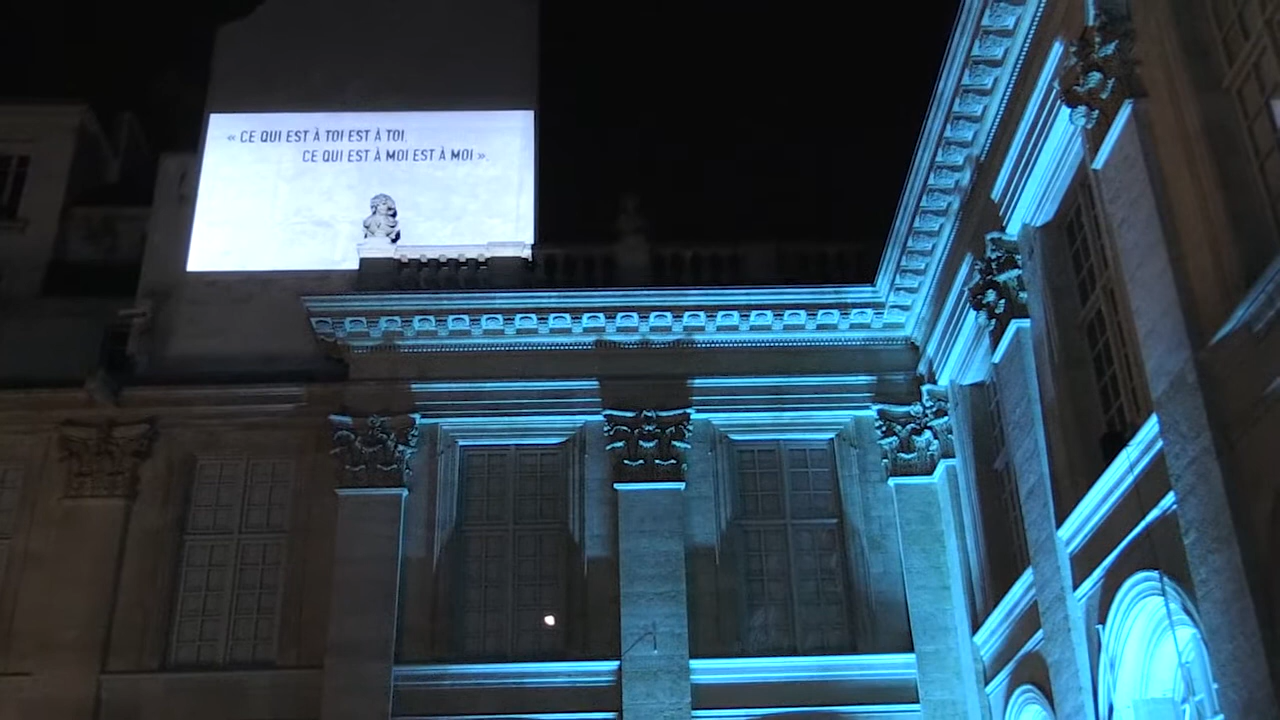 « CE QUI EST À TOI EST À TOI.
CE QUI EST À MOI EST À MOI ».